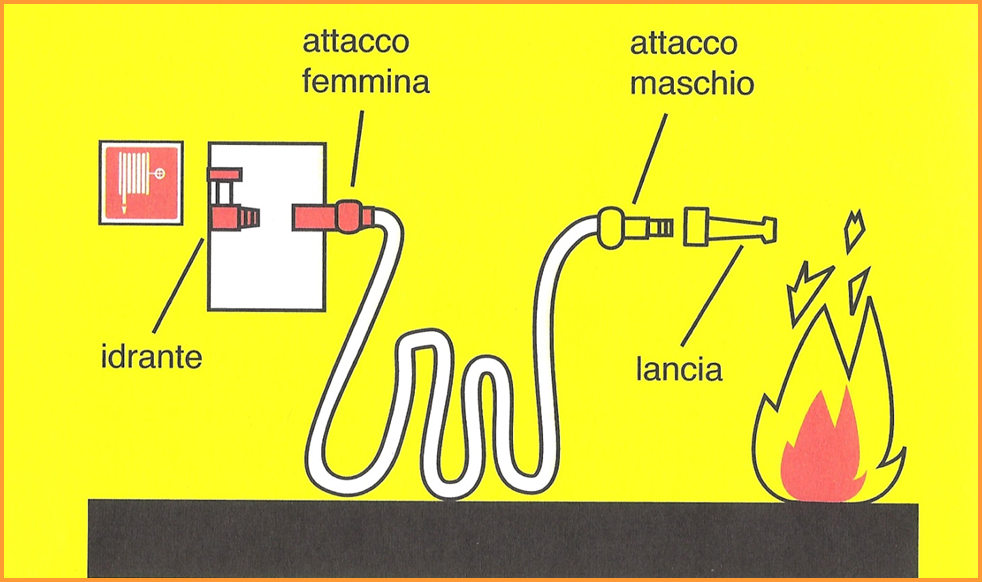 attacco
femmina
attacco
maschio
idrante
lancia